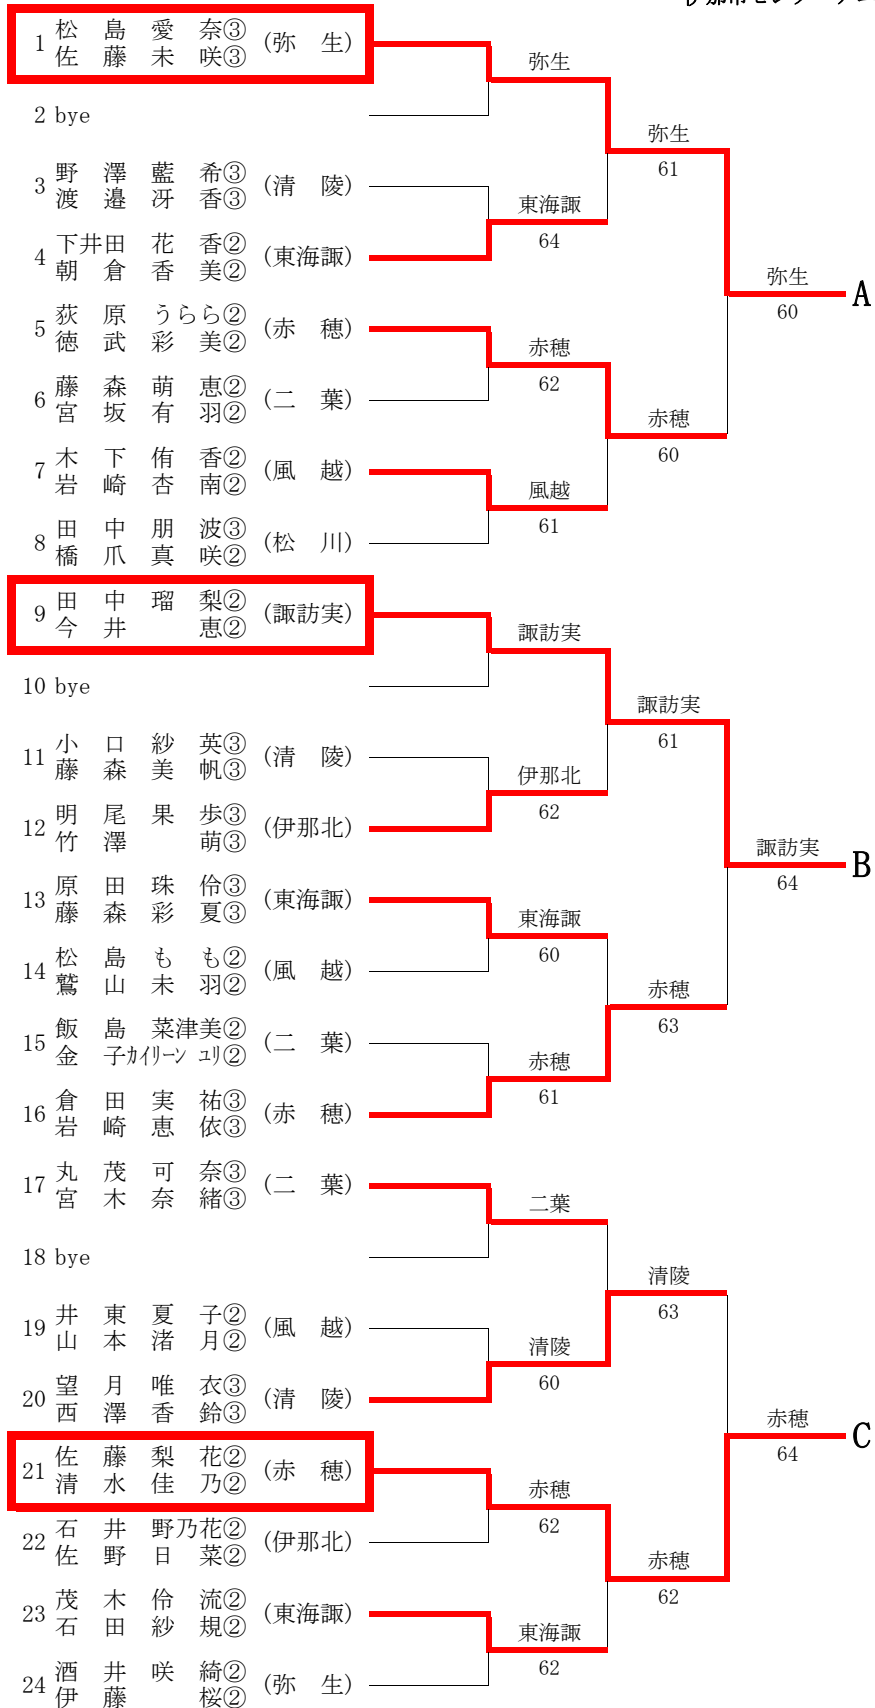 1 松島愛奈③ (弥生)
佐藤未咲③
2 bye
3 野澤藍希③ (清陵)
渡邉冴香③
4 下井田花香② (東海諏)
朝倉香美②
5 荻原うらら② (赤穂)
徳武彩美②
6 藤森萌恵② (二葉)
宮坂有羽②
7 木下侑香② (風越)
岩崎杏南②
8 田中朋波③ (松川)
橋爪真咲②
弥生
東海諏
64
赤穂
62
風越
61
弥生
61
赤穂
60
弥生
60
A
9 田中瑠梨② (諏訪実)
今井恵②
10 bye
11 小口紗英③ (清陵)
藤森美帆③
12 明尾果歩③ (伊那北)
竹澤萌③
13 原田珠伶③ (東海諏)
藤森彩夏③
14 松島もも② (風越)
鷲山未羽②
15 飯島菜津美② (二葉)
金子カイリーン ユリ②
16 倉田実祐③ (赤穂)
岩崎恵依③
諏訪実
伊那北
62
東海諏
60
赤穂
61
諏訪実
61
赤穂
63
諏訪実
64
B
17 丸茂可奈③ (二葉)
宮木奈緒③
18 bye
19 井東夏子② (風越)
山本渚月②
20 望月唯衣③ (清陵)
西澤香鈴③
21 佐藤梨花② (赤穂)
清水佳乃②
22 石井野乃花② (伊那北)
佐野日菜②
23 茂木伶流② (東海諏)
石田紗規②
24 酒井咲綺② (弥生)
伊藤桜②
二葉
清陵
60
赤穂
62
東海諏
62
清陵
63
赤穂
62
赤穂
64
C